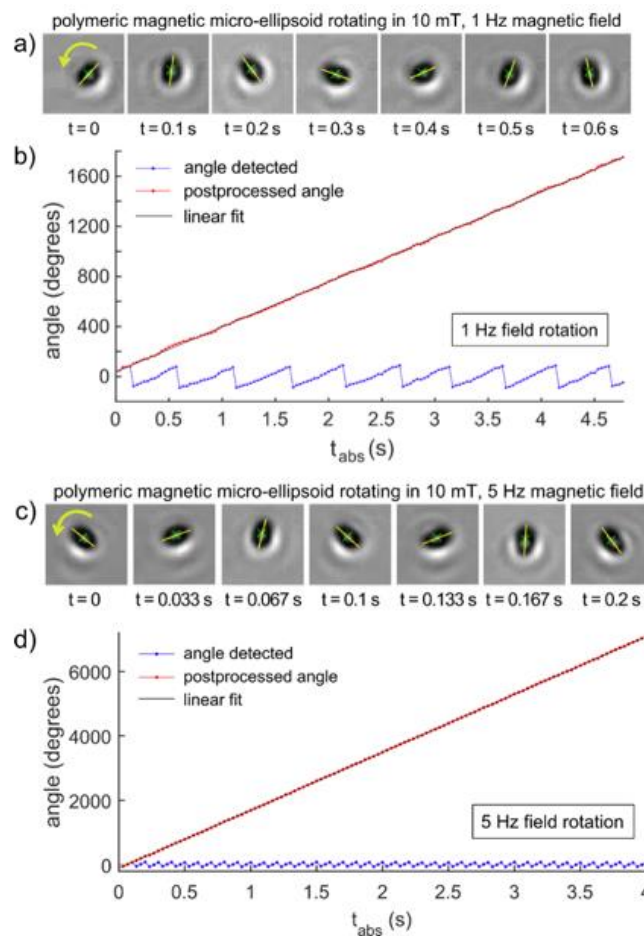 polymeric magnetic micro-ellipsoid rotating in 10 mT, 1 Hz magnetic field
a)
t = 0 t = 0.1 s t = 0.2 s t = 0.3 s t = 0.4 s t = 0.5 s t = 0.6 s
b)
angle detected
postprocessed angle
linear fit
1 Hz field rotation
angle (degrees)
1600
1200
800
400
0
0 0.5 1 1.5 2 2.5 3 3.5 4 4.5
tabs (s)
polymeric magnetic micro-ellipsoid rotating in 10 mT, 5 Hz magnetic field
c)
t = 0 t = 0.033 s t = 0.067 s t = 0.1 s t = 0.133 s t = 0.167 s t = 0.2 s
d)
angle detected
postprocessed angle
linear fit
5 Hz field rotation
angle (degrees)
6000
4000
2000
0
0 0.5 1 1.5 2 2.5 3 3.5 4
tabs (s)